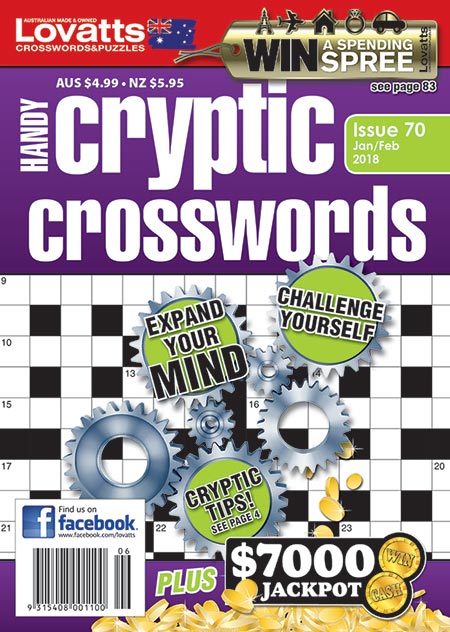 AUSTRALIAN MADE & OWNED
Lovatts
CROSSWORDS&PUZZLES
WIN A SPENDING SPREE
Lovatts
see page 83
AUS $4.99 • NZ $5.95
HANDY
cryptic
crosswords
Issue 70
Jan/Feb
2018
9
10
13
15
16
17
20
21
23
EXPAND
YOUR
MIND
CHALLENGE
YOURSELF
CRYPTIC
TIPS!
SEE PAGE 4
Find us on
f facebook.
www.facebook.com/lovatts
06
9 315408 001100
PLUS
$7000
JACKPOT
WIN
CASH